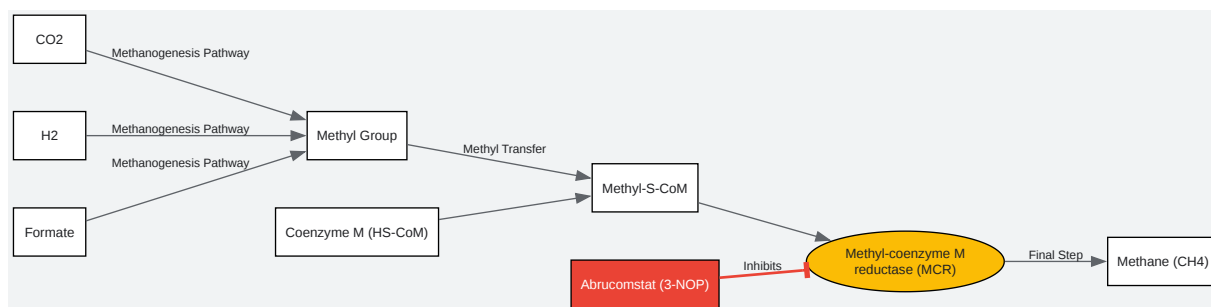 CO2
Methanogenesis Pathway
H2
Methanogenesis Pathway
Methyl Group
Methyl Transfer
Methanogenesis Pathway
Methyl-S-CoM
Formate
Coenzyme M (HS-CoM)
Methyl-coenzyme M
reductase (MCR)
Final Step
Methane (CH4)
Inhibits
Abrucomstat (3-NOP)